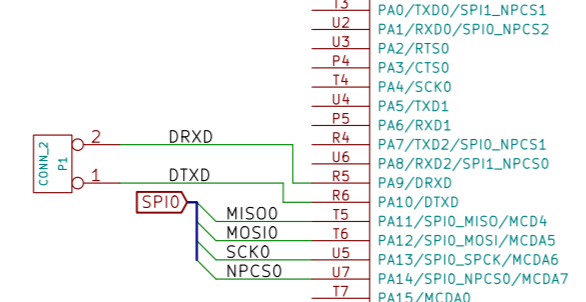 T3 PA0/TXD0/SPI1_NPCS1
U2 PA1/RXD0/SPI0_NPCS2
U3 PA2/RTS0
P4 PA3/CTS0
T4 PA4/SCK0
U4 PA5/TXD1
P5 PA6/RXD1
2 DRXD R4 PA7/TXD2/SPI0_NPCS1
U6 PA8/RXD2/SPI1_NPCS0
CONN_2
P1
1 DTXD R5 PA9/DRXD
SPI0 R6 PA10/DTXD
MISO0 T5 PA11/SPI0_MISO/MCD4
MOSI0 T6 PA12/SPI0_MOSI/MCDA5
SCK0 U5 PA13/SPI0_SPCK/MCDA6
NPCS0 U7 PA14/SPI0_NPCS0/MCDA7
T7 PA15/MCDA0